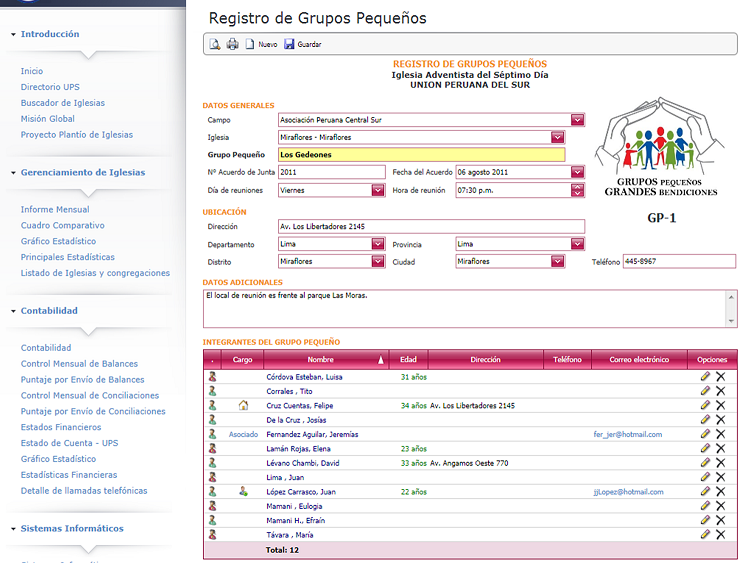 Introducción
Inicio
Directorio UPS
Buscador de Iglesias
Misión Global
Proyecto Plantío de Iglesias
Gerenciamiento de Iglesias
Informe Mensual
Cuadro Comparativo
Gráfico Estadístico
Principales Estadísticas
Listado de Iglesias y congregaciones
Contabilidad
Contabilidad
Control Mensual de Balances
Puntaje por Envío de Balances
Control Mensual de Conciliaciones
Puntaje por Envío de Conciliaciones
Estados Financieros
Estado de Cuenta - UPS
Gráfico Estadístico
Estadísticas Financieras
Detalle de llamadas telefónicas
Sistemas Informáticos
Registro de Grupos Pequeños
Nuevo Guardar
REGISTRO DE GRUPOS PEQUEÑOS
Iglesia Adventista del Séptimo Día
UNION PERUANA DEL SUR
DATOS GENERALES
Campo Asociación Peruana Central Sur
Iglesia Miraflores - Miraflores
Grupo Pequeño Los Gedeones
Nº Acuerdo de Junta 2011 Fecha del Acuerdo 06 agosto 2011
Día de reuniones Viernes Hora de reunión 07:30 p.m.
GRUPOS PEQUEÑOS
GRANDES BENDICIONES
GP-1
UBICACIÓN
Dirección Av. Los Libertadores 2145
Departamento Lima Provincia Lima
Distrito Miraflores Ciudad Miraflores Teléfono 445-8967
DATOS ADICIONALES
El local de reunión es frente al parque Las Moras.
INTEGRANTES DEL GRUPO PEQUEÑO
. Cargo Nombre Edad Dirección Teléfono Correo electrónico Opciones
Córdova Esteban, Luisa 31 años
Corrales , Tito
Cruz Cuentas, Felipe 34 años Av. Los Libertadores 2145
De la Cruz , Josías
Asociado Fernandez Aguilar, Jeremías fer_jer@hotmail.com
Lamán Rojas, Elena 23 años
Lévano Chambi, David 33 años Av. Angamos Oeste 770
Lima , Juan
López Carrasco, Juan 22 años jjLopez@hotmail.com
Mamani , Eulogia
Mamani H., Efraín
Távara , María
Total: 12